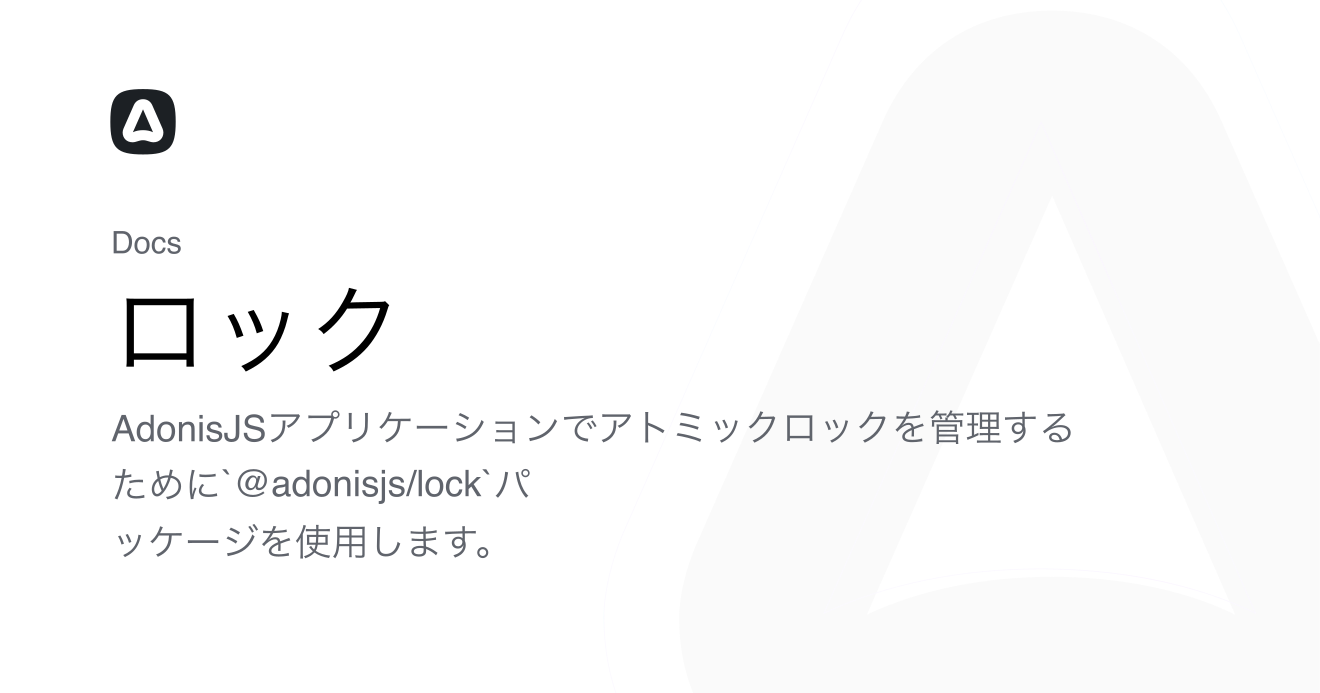 Docs
ロック
AdonisJSアプリケーションでアトミックロックを管理する
ために`@adonisjs/lock`パ
ッケージを使用します。